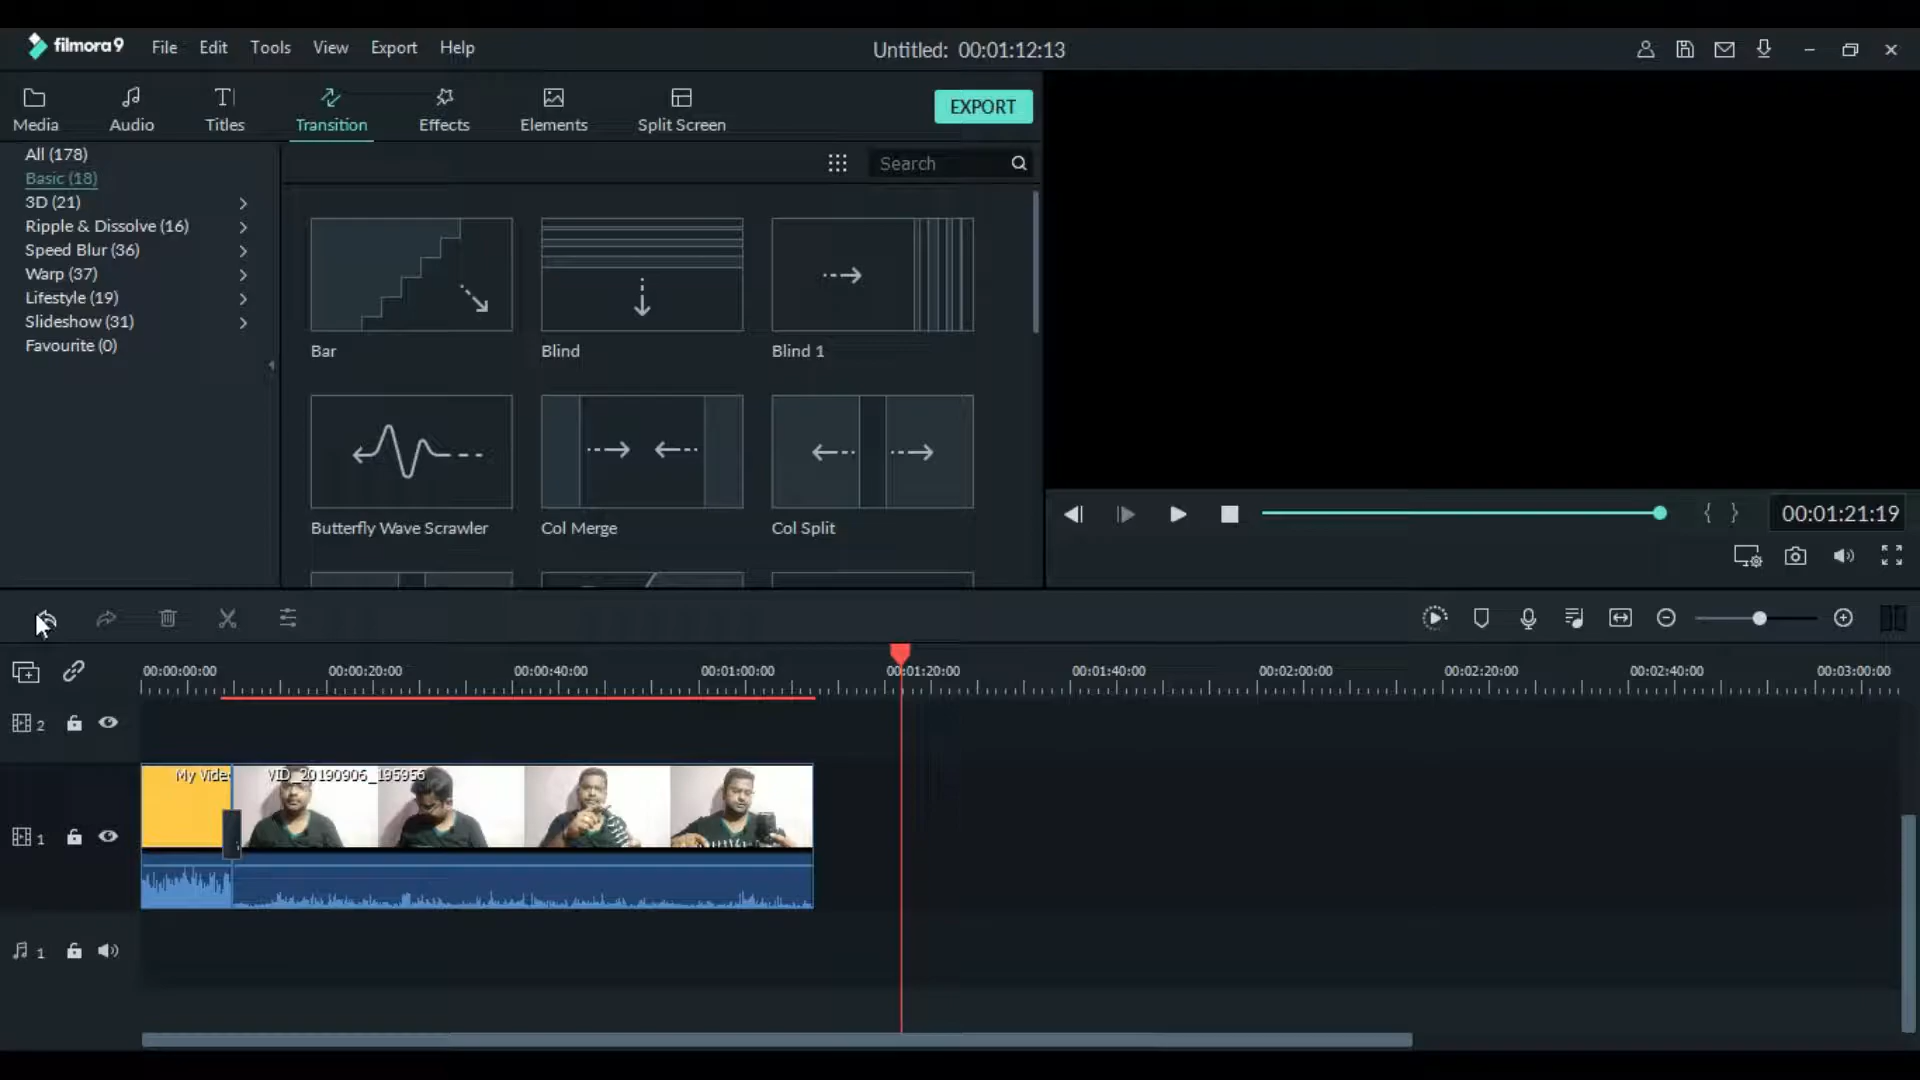 filmora9 File Edit Tools View Export Help Untitled: 00:01:12:13
Media Audio Titles Transition Effects Elements Split Screen EXPORT
All (178)
Basic (18)
3D (21)
Ripple & Dissolve (16)
Speed Blur (36)
Warp (37)
Lifestyle (19)
Slideshow (31)
Favourite (0)
Search
Bar Blind Blind 1
Butterfly Wave Scrawler Col Merge Col Split
00:01:21:19
00:00:00:00 00:00:20:00 00:00:40:00 00:01:00:00 00:01:20:00 00:01:40:00 00:02:00:00 00:02:20:00 00:02:40:00 00:03:00:00
2
My Vide VID_20190906_195956
1
1